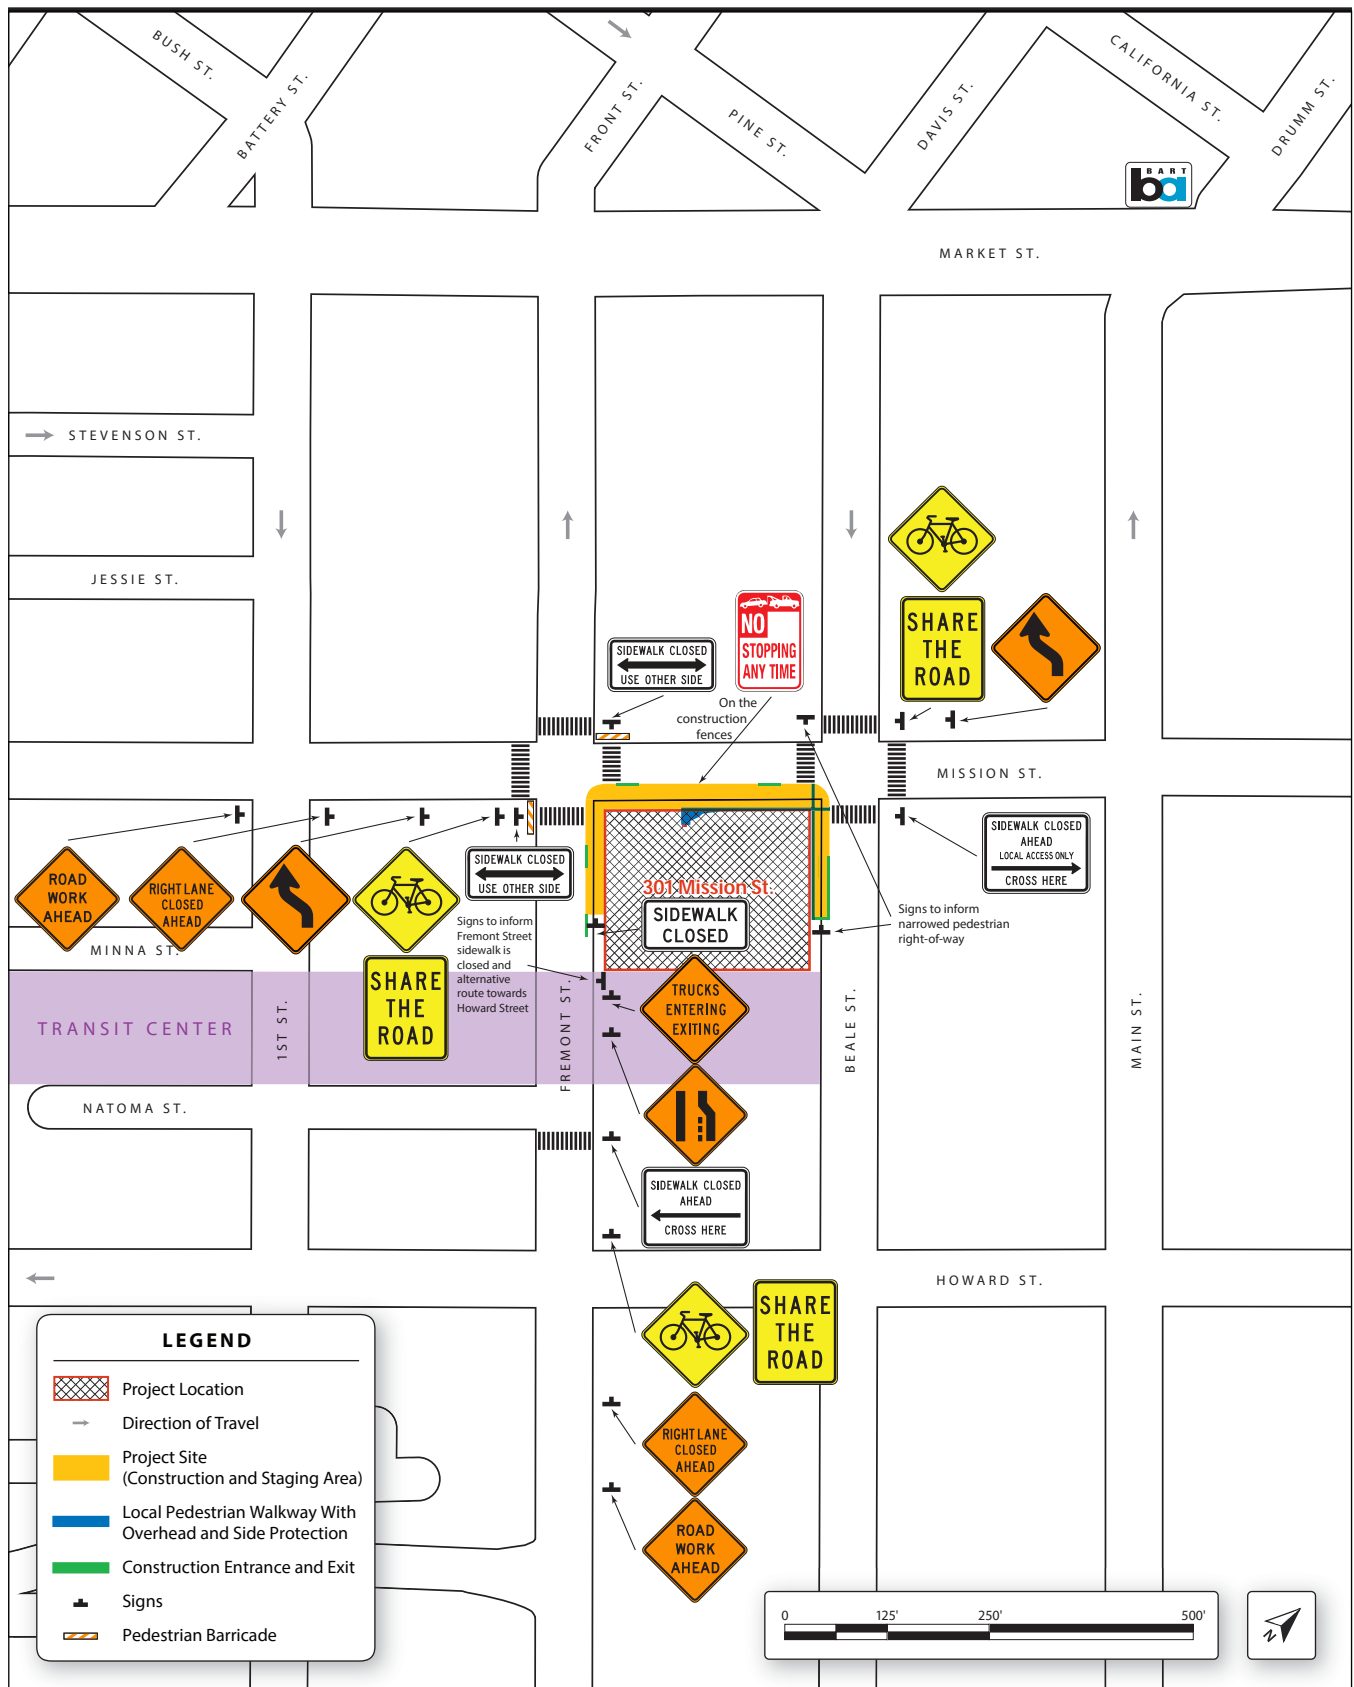 BUSH ST.
BATTERY ST.
FRONT ST.
PINE ST.
DAVIS ST.
CALIFORNIA ST.
DRUMM ST.
BART
ba
MARKET ST.
STEVENSON ST.
JESSIE ST.
SHARE
THE
ROAD
NO
STOPPING
ANY TIME
SIDEWALK CLOSED
USE OTHER SIDE
On the
construction
fences
MISSION ST.
SIDEWALK CLOSED
AHEAD
LOCAL ACCESS ONLY
CROSS HERE
ROAD
WORK
AHEAD
RIGHT LANE
CLOSED
AHEAD
SIDEWALK CLOSED
USE OTHER SIDE
301 Mission St.
SIDEWALK
CLOSED
Signs to inform
narrowed pedestrian
right-of-way
Signs to inform
Fremont Street
sidewalk is
closed and
alternative
route towards
Howard Street
MINNA ST.
SHARE
THE
ROAD
TRUCKS
ENTERING
EXITING
TRANSIT CENTER
1ST ST.
FREMONT ST.
BEALE ST.
MAIN ST.
NATOMA ST.
SIDEWALK CLOSED
AHEAD
CROSS HERE
HOWARD ST.
SHARE
THE
ROAD
RIGHT LANE
CLOSED
AHEAD
ROAD
WORK
AHEAD
LEGEND
Project Location
Direction of Travel
Project Site
(Construction and Staging Area)
Local Pedestrian Walkway With
Overhead and Side Protection
Construction Entrance and Exit
Signs
Pedestrian Barricade
0 125' 250' 500'
N